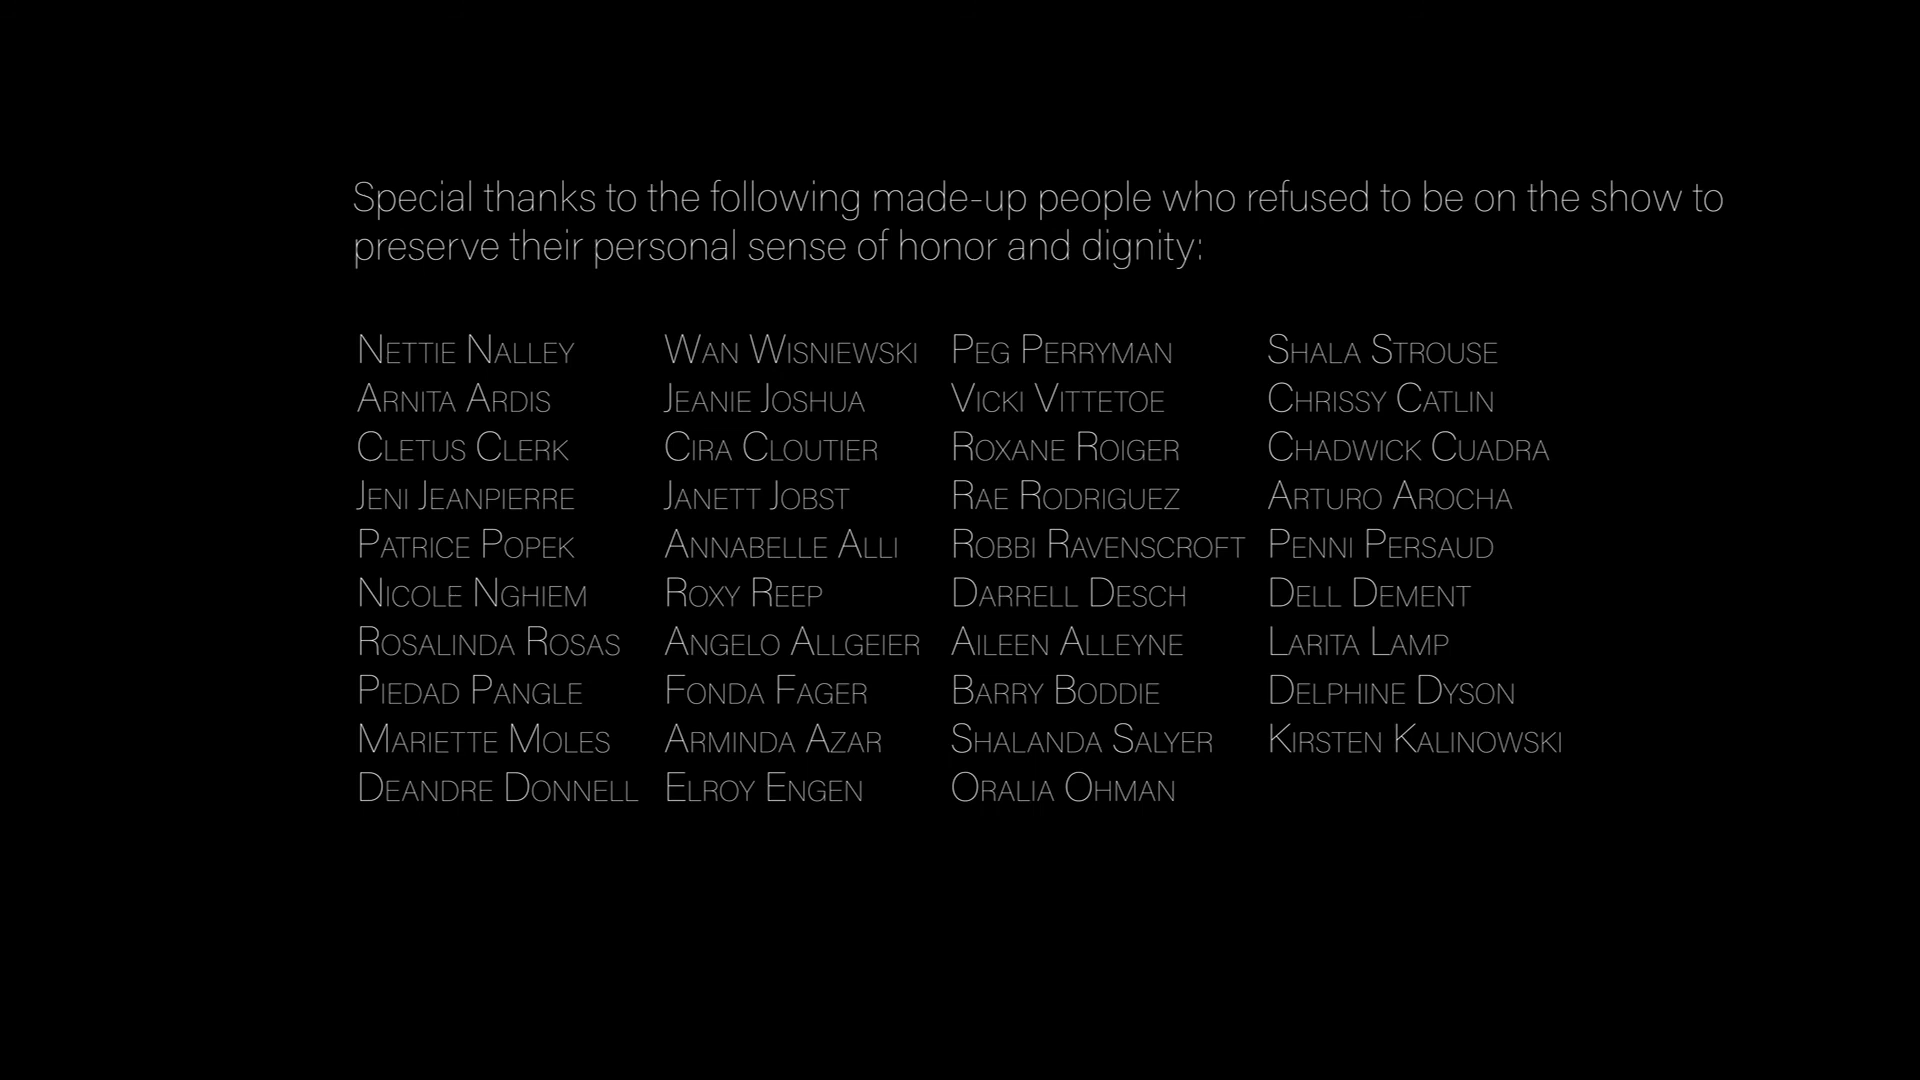 Special thanks to the following made-up people who refused to be on the show to
preserve their personal sense of honor and dignity:
NETTIE NALLEY WAN WISNIEWSKI PEG PERRYMAN SHALA STROUSE
ARNITA ARDIS JEANIE JOSHUA VICKI VITTETOE CHRISSY CATLIN
CLETUS CLERK CIRA CLOUTIER ROXANE ROIGER CHADWICK CUADRA
JENI JEANPIERRE JANETT JOBST RAE RODRIGUEZ ARTURO AROCHA
PATRICE POPEK ANNABELLE ALLI ROBBI RAVENSCROFT PENNI PERSAUD
NICOLE NGHIEM ROXY REEP DARRELL DESCH DELL DEMENT
ROSALINDA ROSAS ANGELO ALLGEIER AILEEN ALLEYNE LARITA LAMP
PIEDAD PANGLE FONDA FAGER BARRY BODDIE DELPHINE DYSON
MARIETTE MOLES ARMINDA AZAR SHALANDA SALYER KIRSTEN KALINOWSKI
DEANDRE DONNELL ELROY ENGEN ORALIA OHMAN